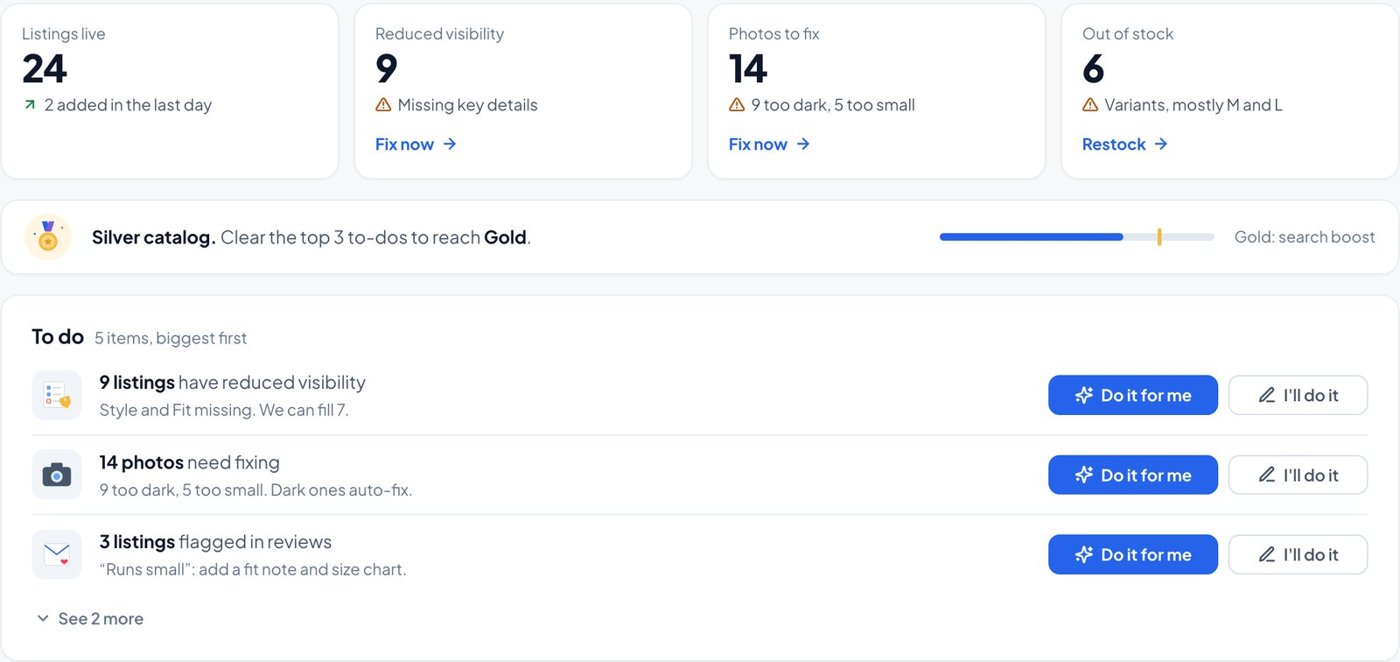 Listings live
24
2 added in the last day
Reduced visibility
9
Missing key details
Fix now
Photos to fix
14
9 too dark, 5 too small
Fix now
Out of stock
6
Variants, mostly M and L
Restock
Silver catalog. Clear the top 3 to-dos to reach Gold.
Gold: search boost
To do 5 items, biggest first
9 listings have reduced visibility
Style and Fit missing. We can fill 7.
Do it for me
I'll do it
14 photos need fixing
9 too dark, 5 too small. Dark ones auto-fix.
Do it for me
I'll do it
3 listings flagged in reviews
“Runs small”: add a fit note and size chart.
Do it for me
I'll do it
See 2 more